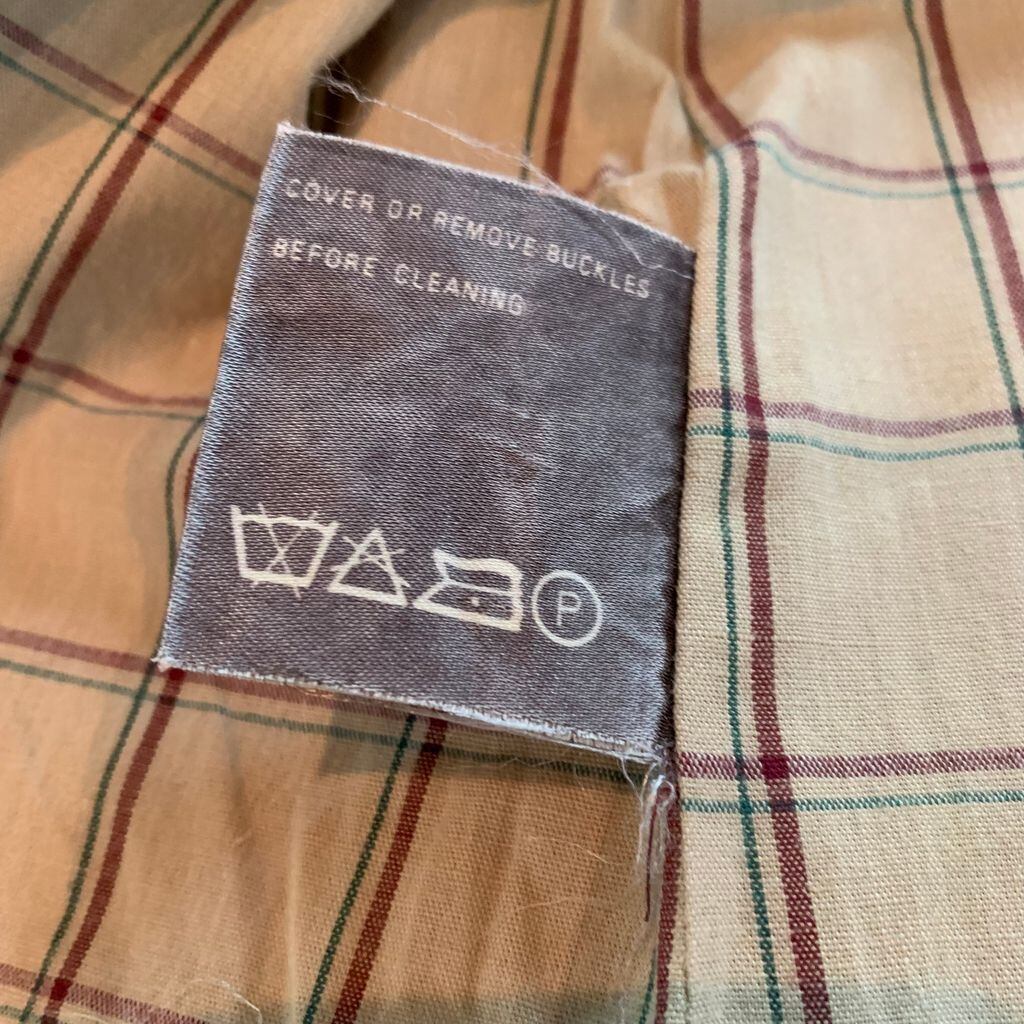 COVER OR REMOVE BUCKLES
BEFORE CLEANING
P